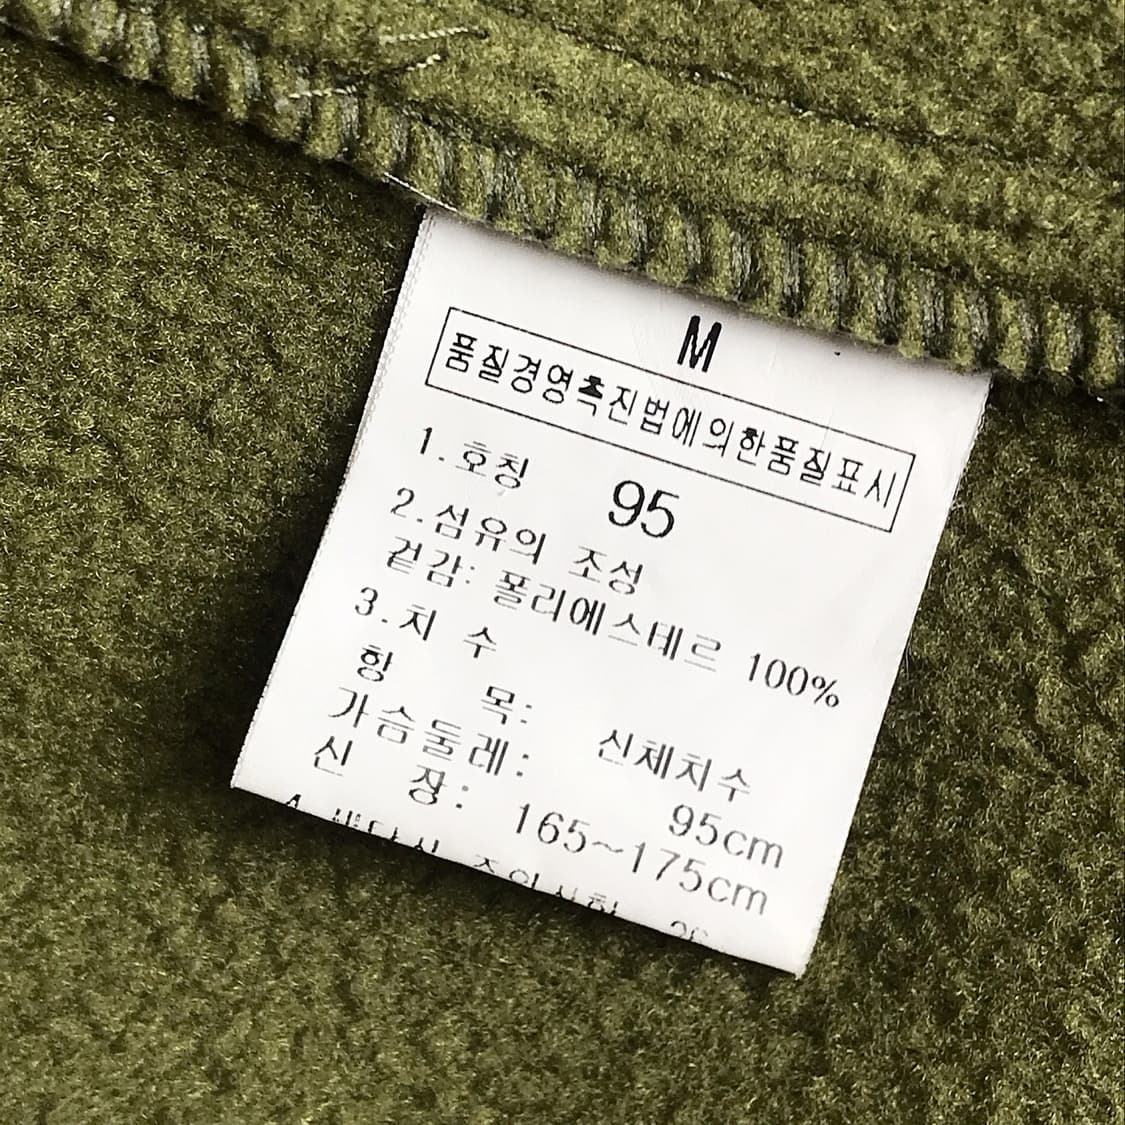 M
품질경영촉진법에의한품질표시
1.호칭 95
2.섬유의 조성
겉감: 폴리에스테르 100%
3.치 수
항 목: 신체치수
가슴둘레: 95cm
신 장: 165~175cm